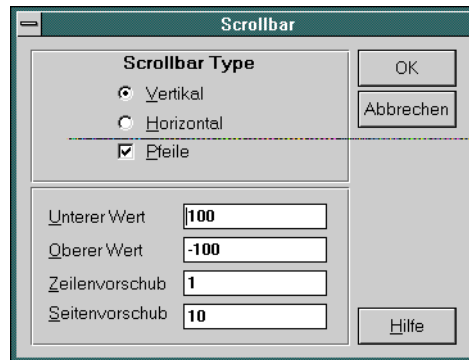 Scrollbar
Scrollbar Type
Vertikal
Horizontal
Pfeile
OK
Abbrechen
Unterer Wert 100
Oberer Wert -100
Zeilenvorschub 1
Seitenvorschub 10
Hilfe